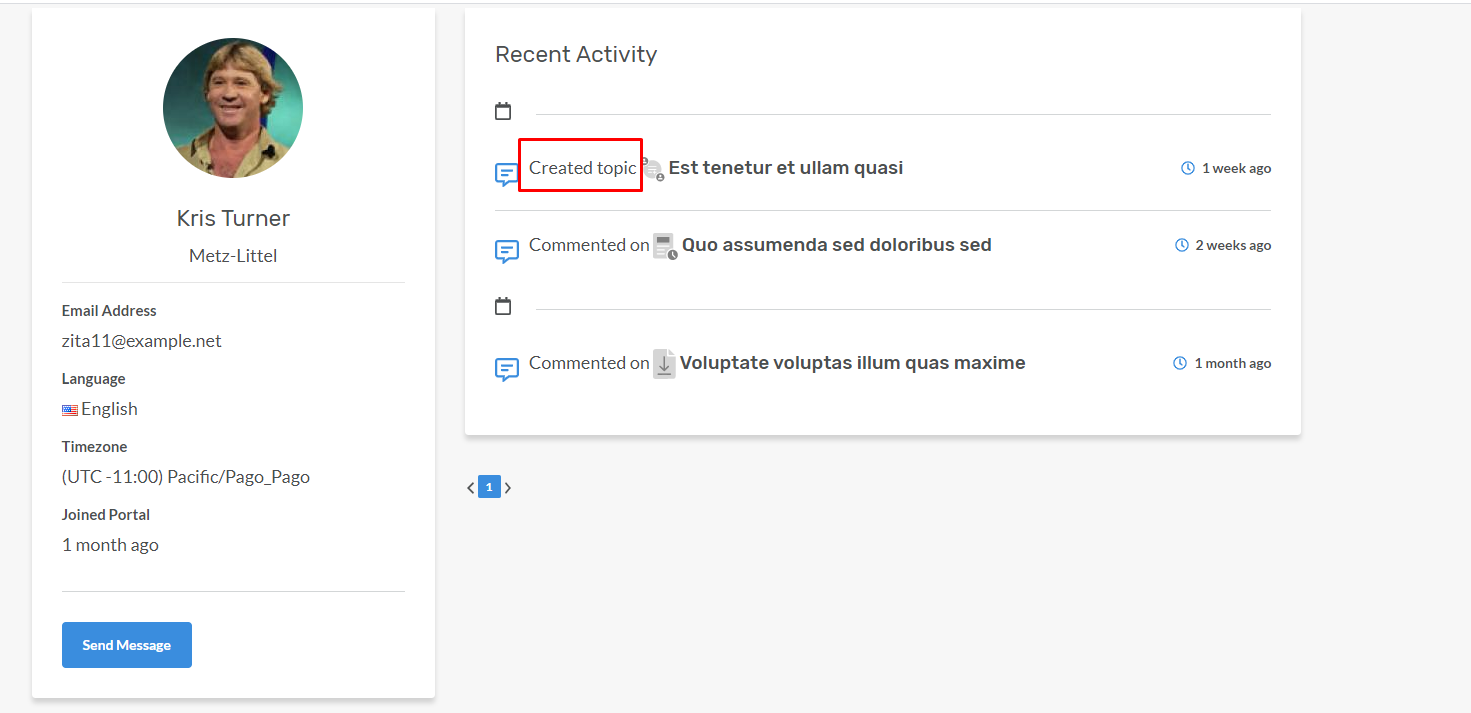 Kris Turner
Metz-Littel
Email Address
zita11@example.net
Language
English
Timezone
(UTC -11:00) Pacific/Pago_Pago
Joined Portal
1 month ago
Send Message
Recent Activity
Created topic Est tenetur et ullam quasi 1 week ago
Commented on Quo assumenda sed doloribus sed 2 weeks ago
Commented on Voluptate voluptas illum quas maxime 1 month ago
1